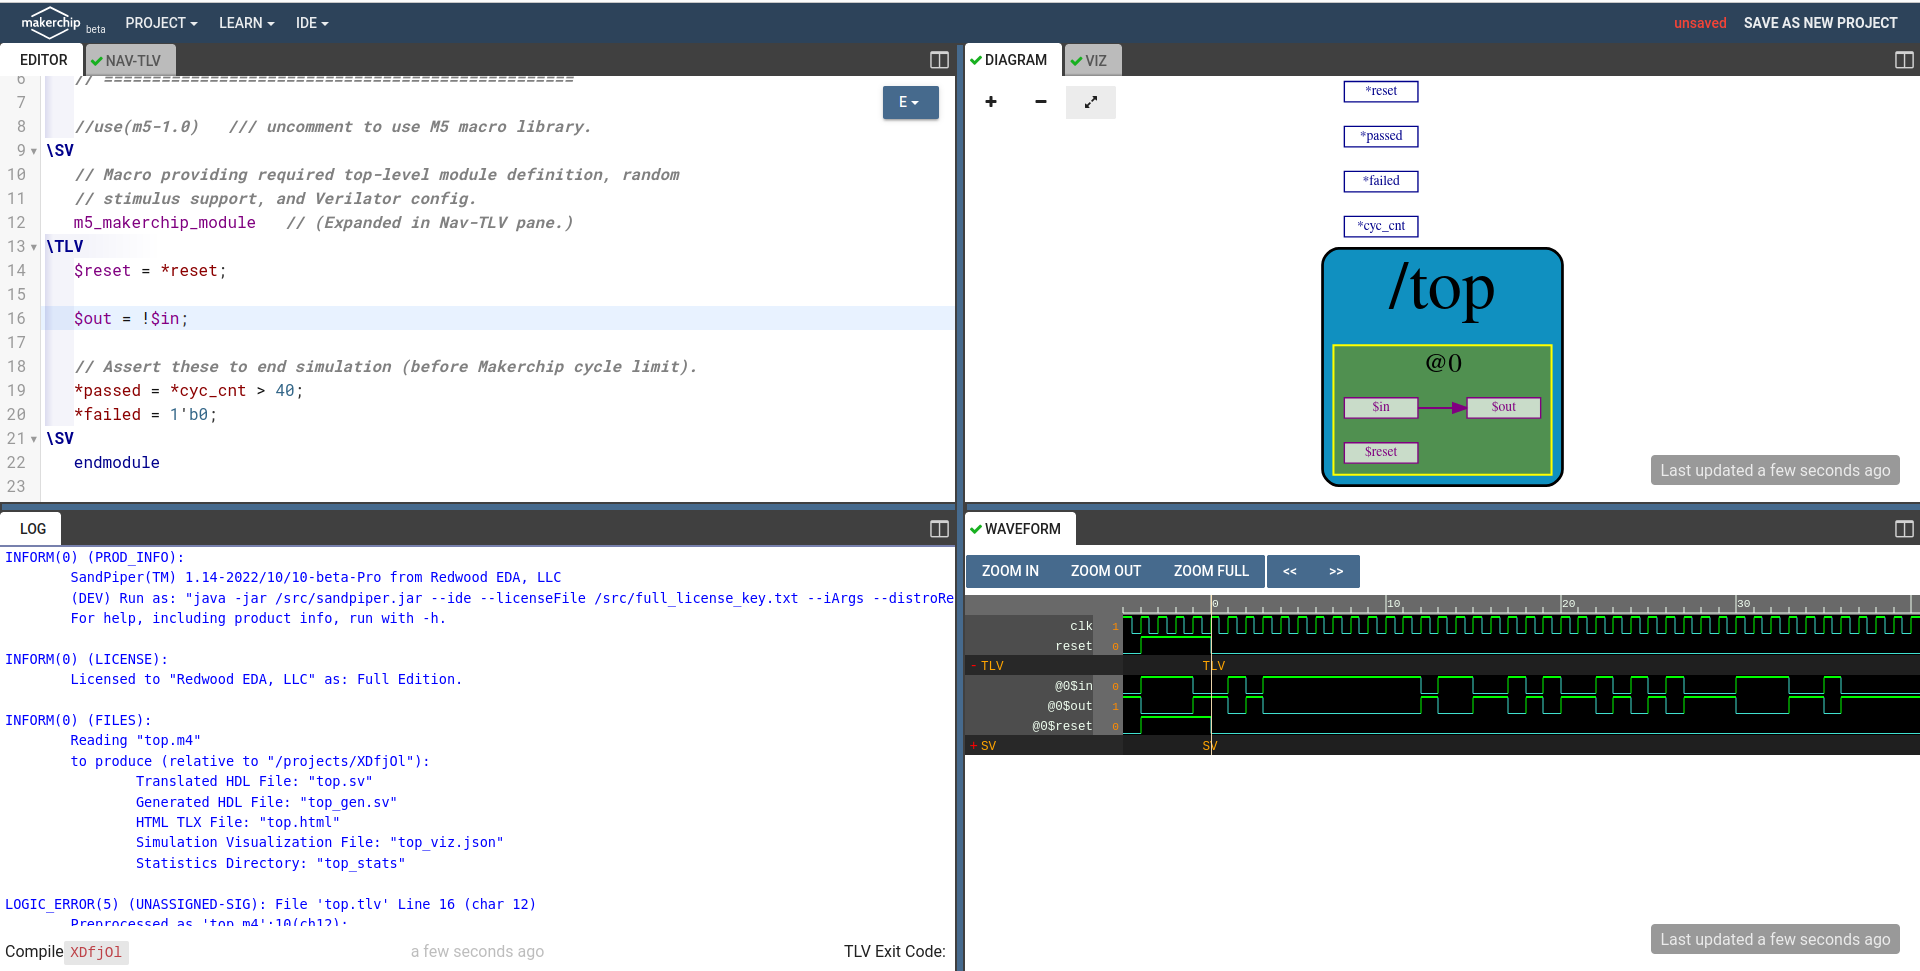 makerchip beta PROJECT LEARN IDE unsaved SAVE AS NEW PROJECT
EDITOR NAV-TLV
6 // =================================================
7
8 //use(m5-1.0)   /// uncomment to use M5 macro library.
9 \SV
10 // Macro providing required top-level module definition, random
11 // stimulus support, and Verilator config.
12 m5_makerchip_module   // (Expanded in Nav-TLV pane.)
13 \TLV
14 $reset = *reset;
15
16 $out = !$in;
17
18 // Assert these to end simulation (before Makerchip cycle limit).
19 *passed = *cyc_cnt > 40;
20 *failed = 1'b0;
21 \SV
22 endmodule
23
E
DIAGRAM VIZ
+ −
*reset
*passed
*failed
*cyc_cnt
/top
@0
$in $out
$reset
Last updated a few seconds ago
LOG
INFORM(0) (PROD_INFO):
SandPiper(TM) 1.14-2022/10/10-beta-Pro from Redwood EDA, LLC
(DEV) Run as: "java -jar /src/sandpiper.jar --ide --licenseFile /src/full_license_key.txt --iArgs --distroRe
For help, including product info, run with -h.
INFORM(0) (LICENSE):
Licensed to "Redwood EDA, LLC" as: Full Edition.
INFORM(0) (FILES):
Reading "top.m4"
to produce (relative to "/projects/XDfjOl"):
Translated HDL File: "top.sv"
Generated HDL File: "top_gen.sv"
HTML TLX File: "top.html"
Simulation Visualization File: "top_viz.json"
Statistics Directory: "top_stats"
LOGIC_ERROR(5) (UNASSIGNED-SIG): File 'top.tlv' Line 16 (char 12)
Preprocessed as 'top.m4':10(ch12):
Compile XDfjOl a few seconds ago TLV Exit Code:
WAVEFORM
ZOOM IN ZOOM OUT ZOOM FULL << >>
0 10 20 30
clk 1
reset 0
- TLV TLV
@0$in 0
@0$out 1
@0$reset 0
+ SV SV
Last updated a few seconds ago